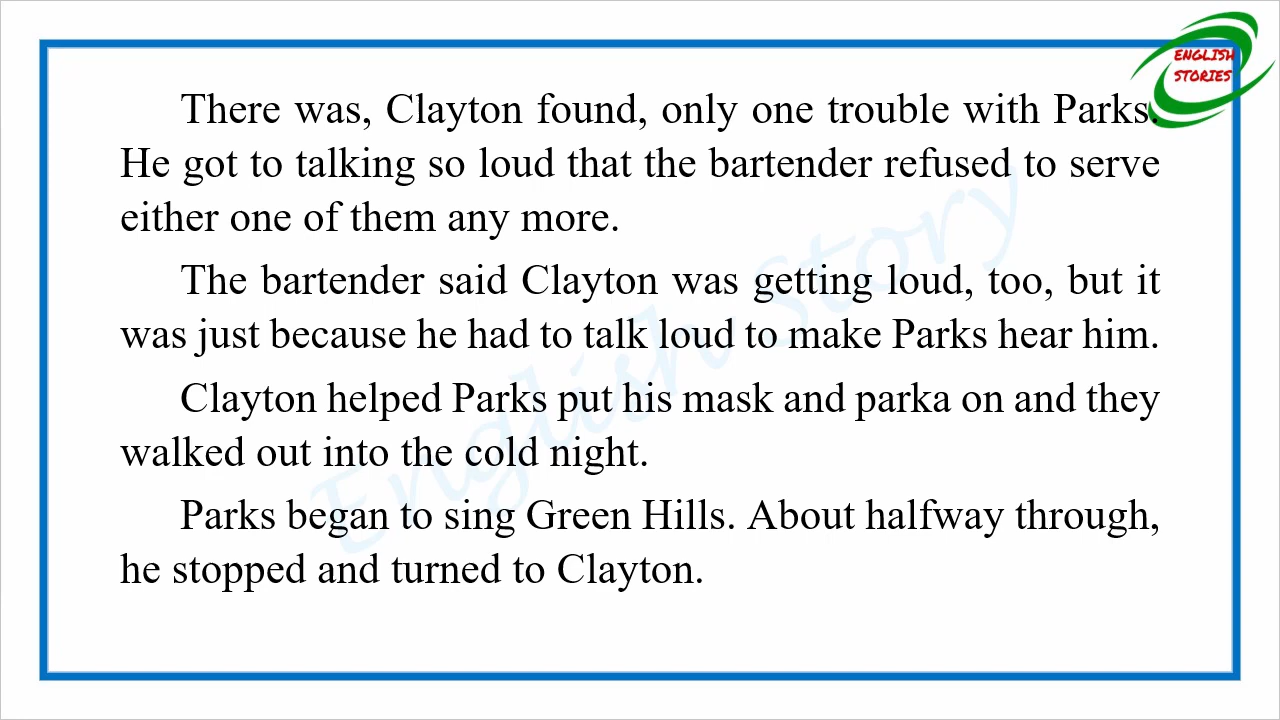 ENGLISH
STORIES
There was, Clayton found, only one trouble with Parks.
He got to talking so loud that the bartender refused to serve
either one of them any more.
The bartender said Clayton was getting loud, too, but it
was just because he had to talk loud to make Parks hear him.
Clayton helped Parks put his mask and parka on and they
walked out into the cold night.
Parks began to sing Green Hills. About halfway through,
he stopped and turned to Clayton.
English Story